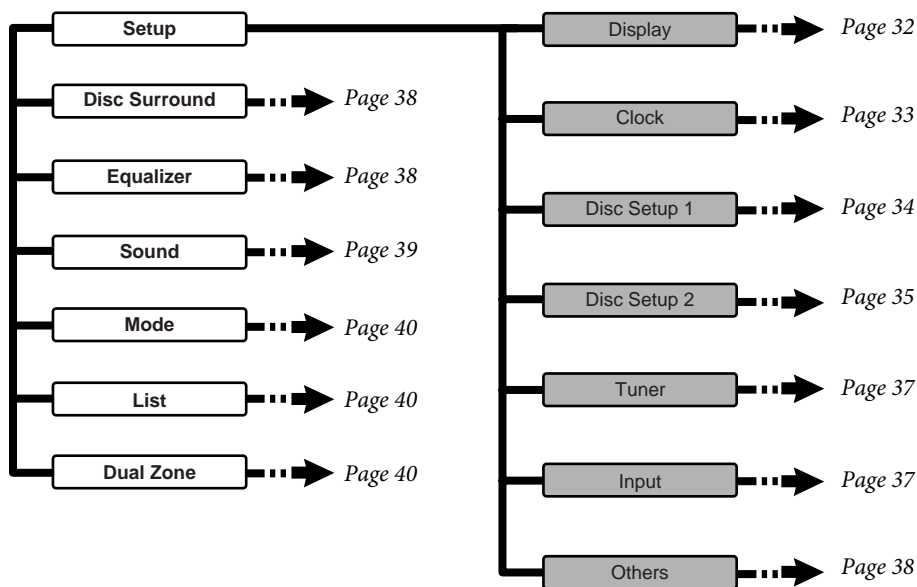 Setup
Disc Surround Page 38
Equalizer Page 38
Sound Page 39
Mode Page 40
List Page 40
Dual Zone Page 40
Display Page 32
Clock Page 33
Disc Setup 1 Page 34
Disc Setup 2 Page 35
Tuner Page 37
Input Page 37
Others Page 38